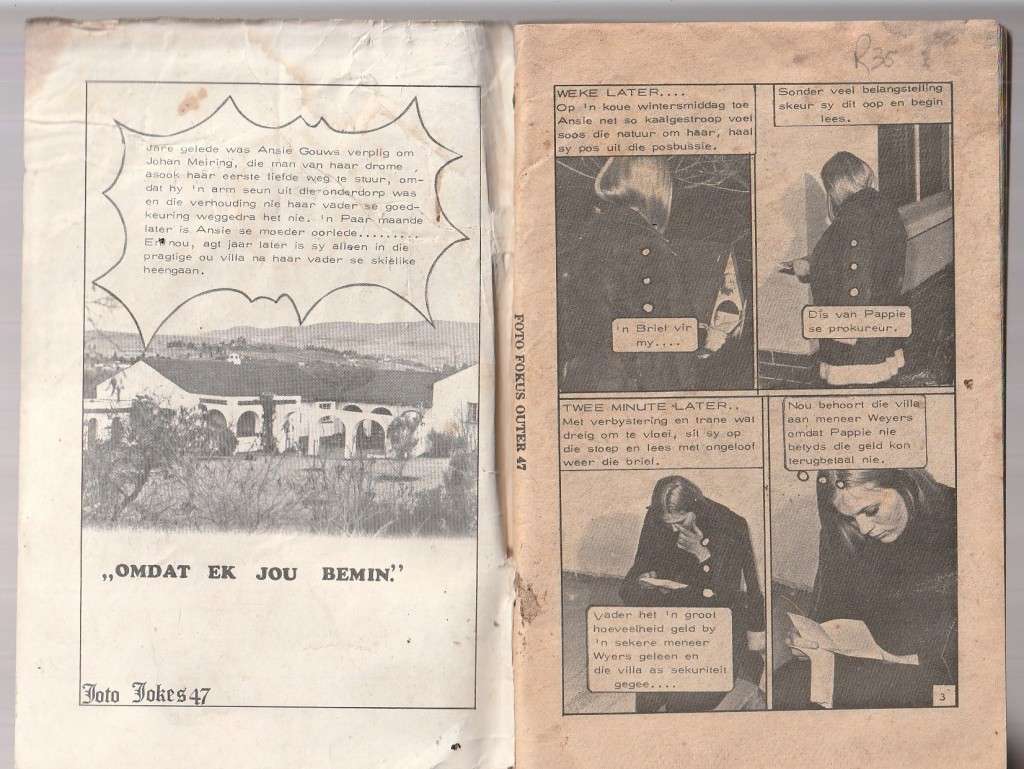 Jare gelede was Ansie Gouws verplig om
Johan Meiring, die man van haar drome ,
asook haar eerste liefde weg te stuur, om-
dat hy 'n arm seun uit die onderdorp was
en die verhouding nie haar vader se goed-
keuring weggedra het nie. 'n Paar maande
later is Ansie se moeder oorlede.........
En nou, agt jaar later is sy alleen in die
pragtige ou villa na haar vader se skielike
heengaan.
„OMDAT EK JOU BEMIN."
Foto Jokes 47
FOTO FOKUS OUTER 47
R35
WEKE LATER....
Op 'n koue wintersmiddag toe
Ansie net so kaalgestroop voel
soos die natuur om haar, haal
sy pos uit die posbussie.
'n Brief vir
my....
Sonder veel belangstelling
skeur sy dit oop en begin
lees.
Dis van Pappie
se prokureur.
TWEE MINUTE LATER..
Met verbystering en trane wat
dreig om te vloei, sit sy op
die stoep en lees met ongeloof
weer die brief.
Vader het 'n groot
hoeveelheid geld by
'n sekere meneer
Wyers geleen en
die villa as sekuriteit
gegee....
Nou behoort die villa
aan meneer Weyers
omdat Pappie nie
betyds die geld kon
terugbetaal nie.
3